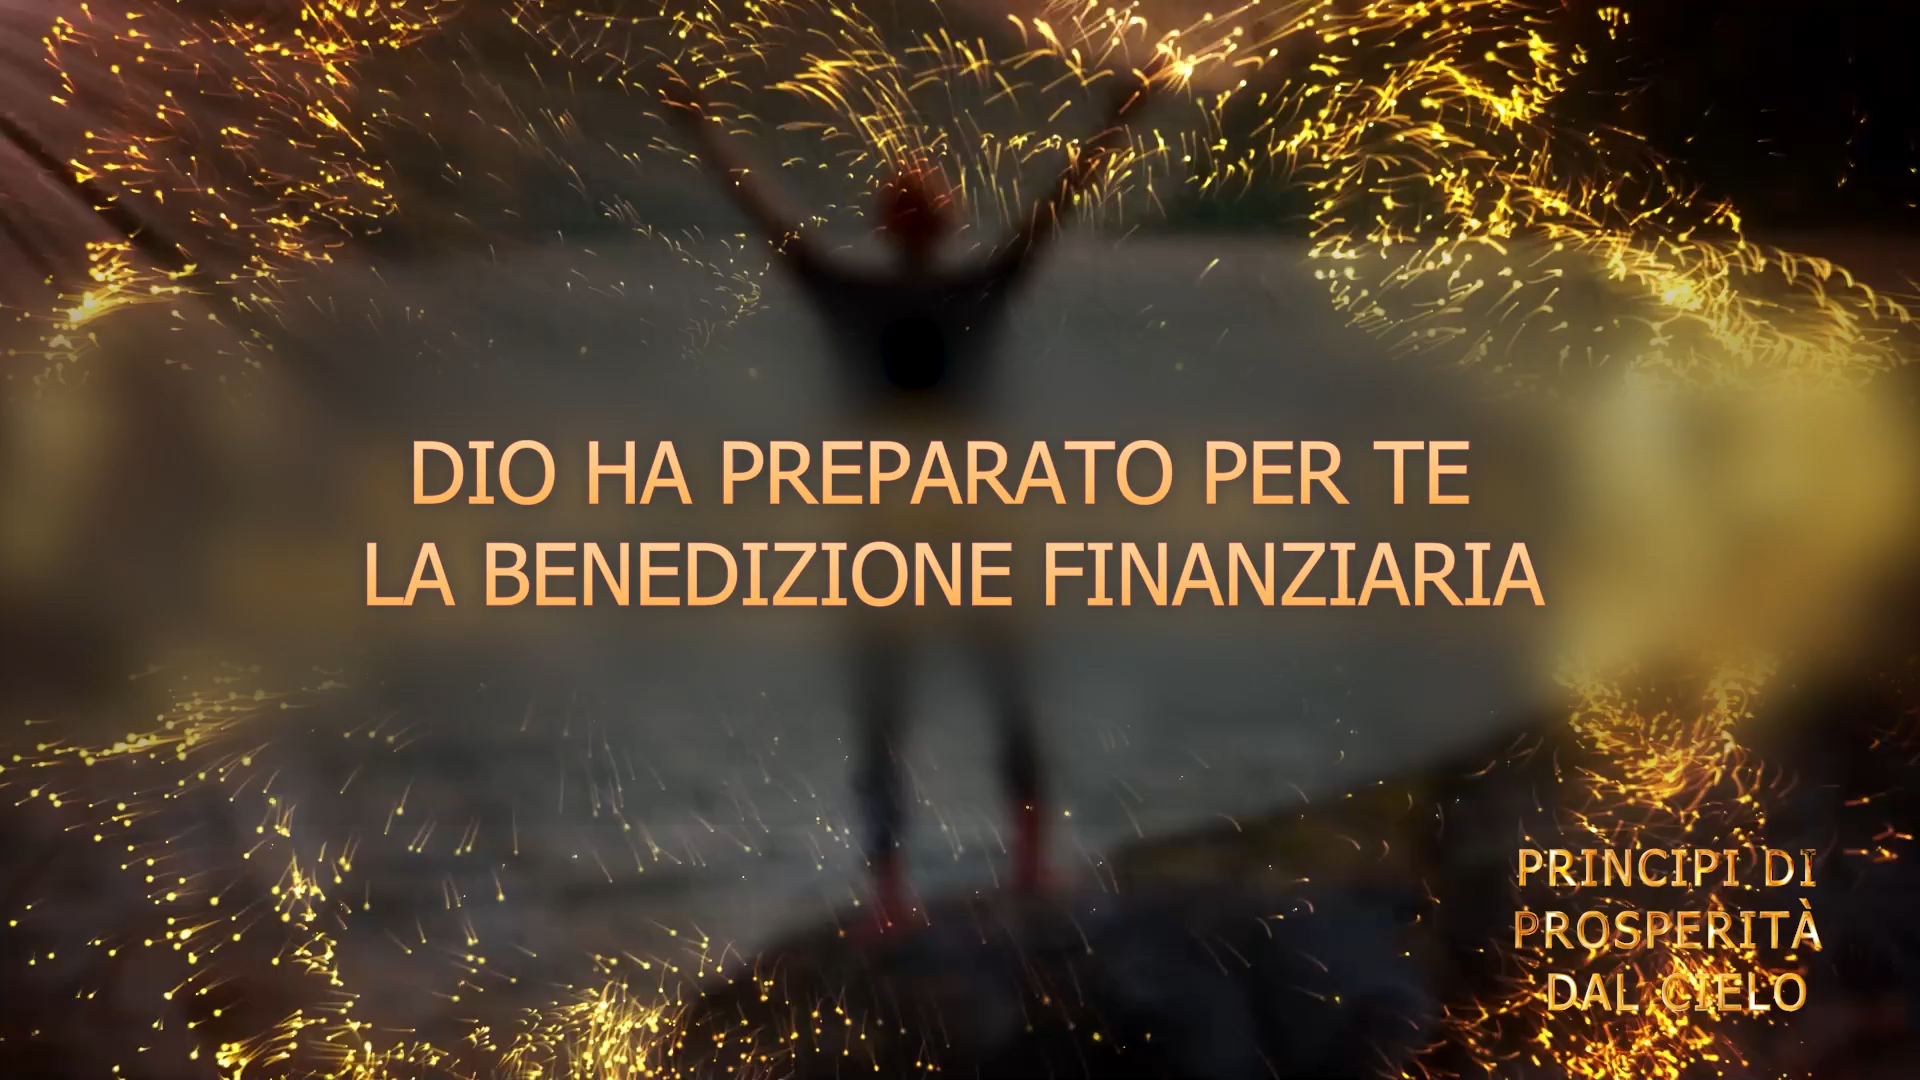 DIO HA PREPARATO PER TE
LA BENEDIZIONE FINANZIARIA
PRINCIPI DI
PROSPERITÀ
DAL CIELO